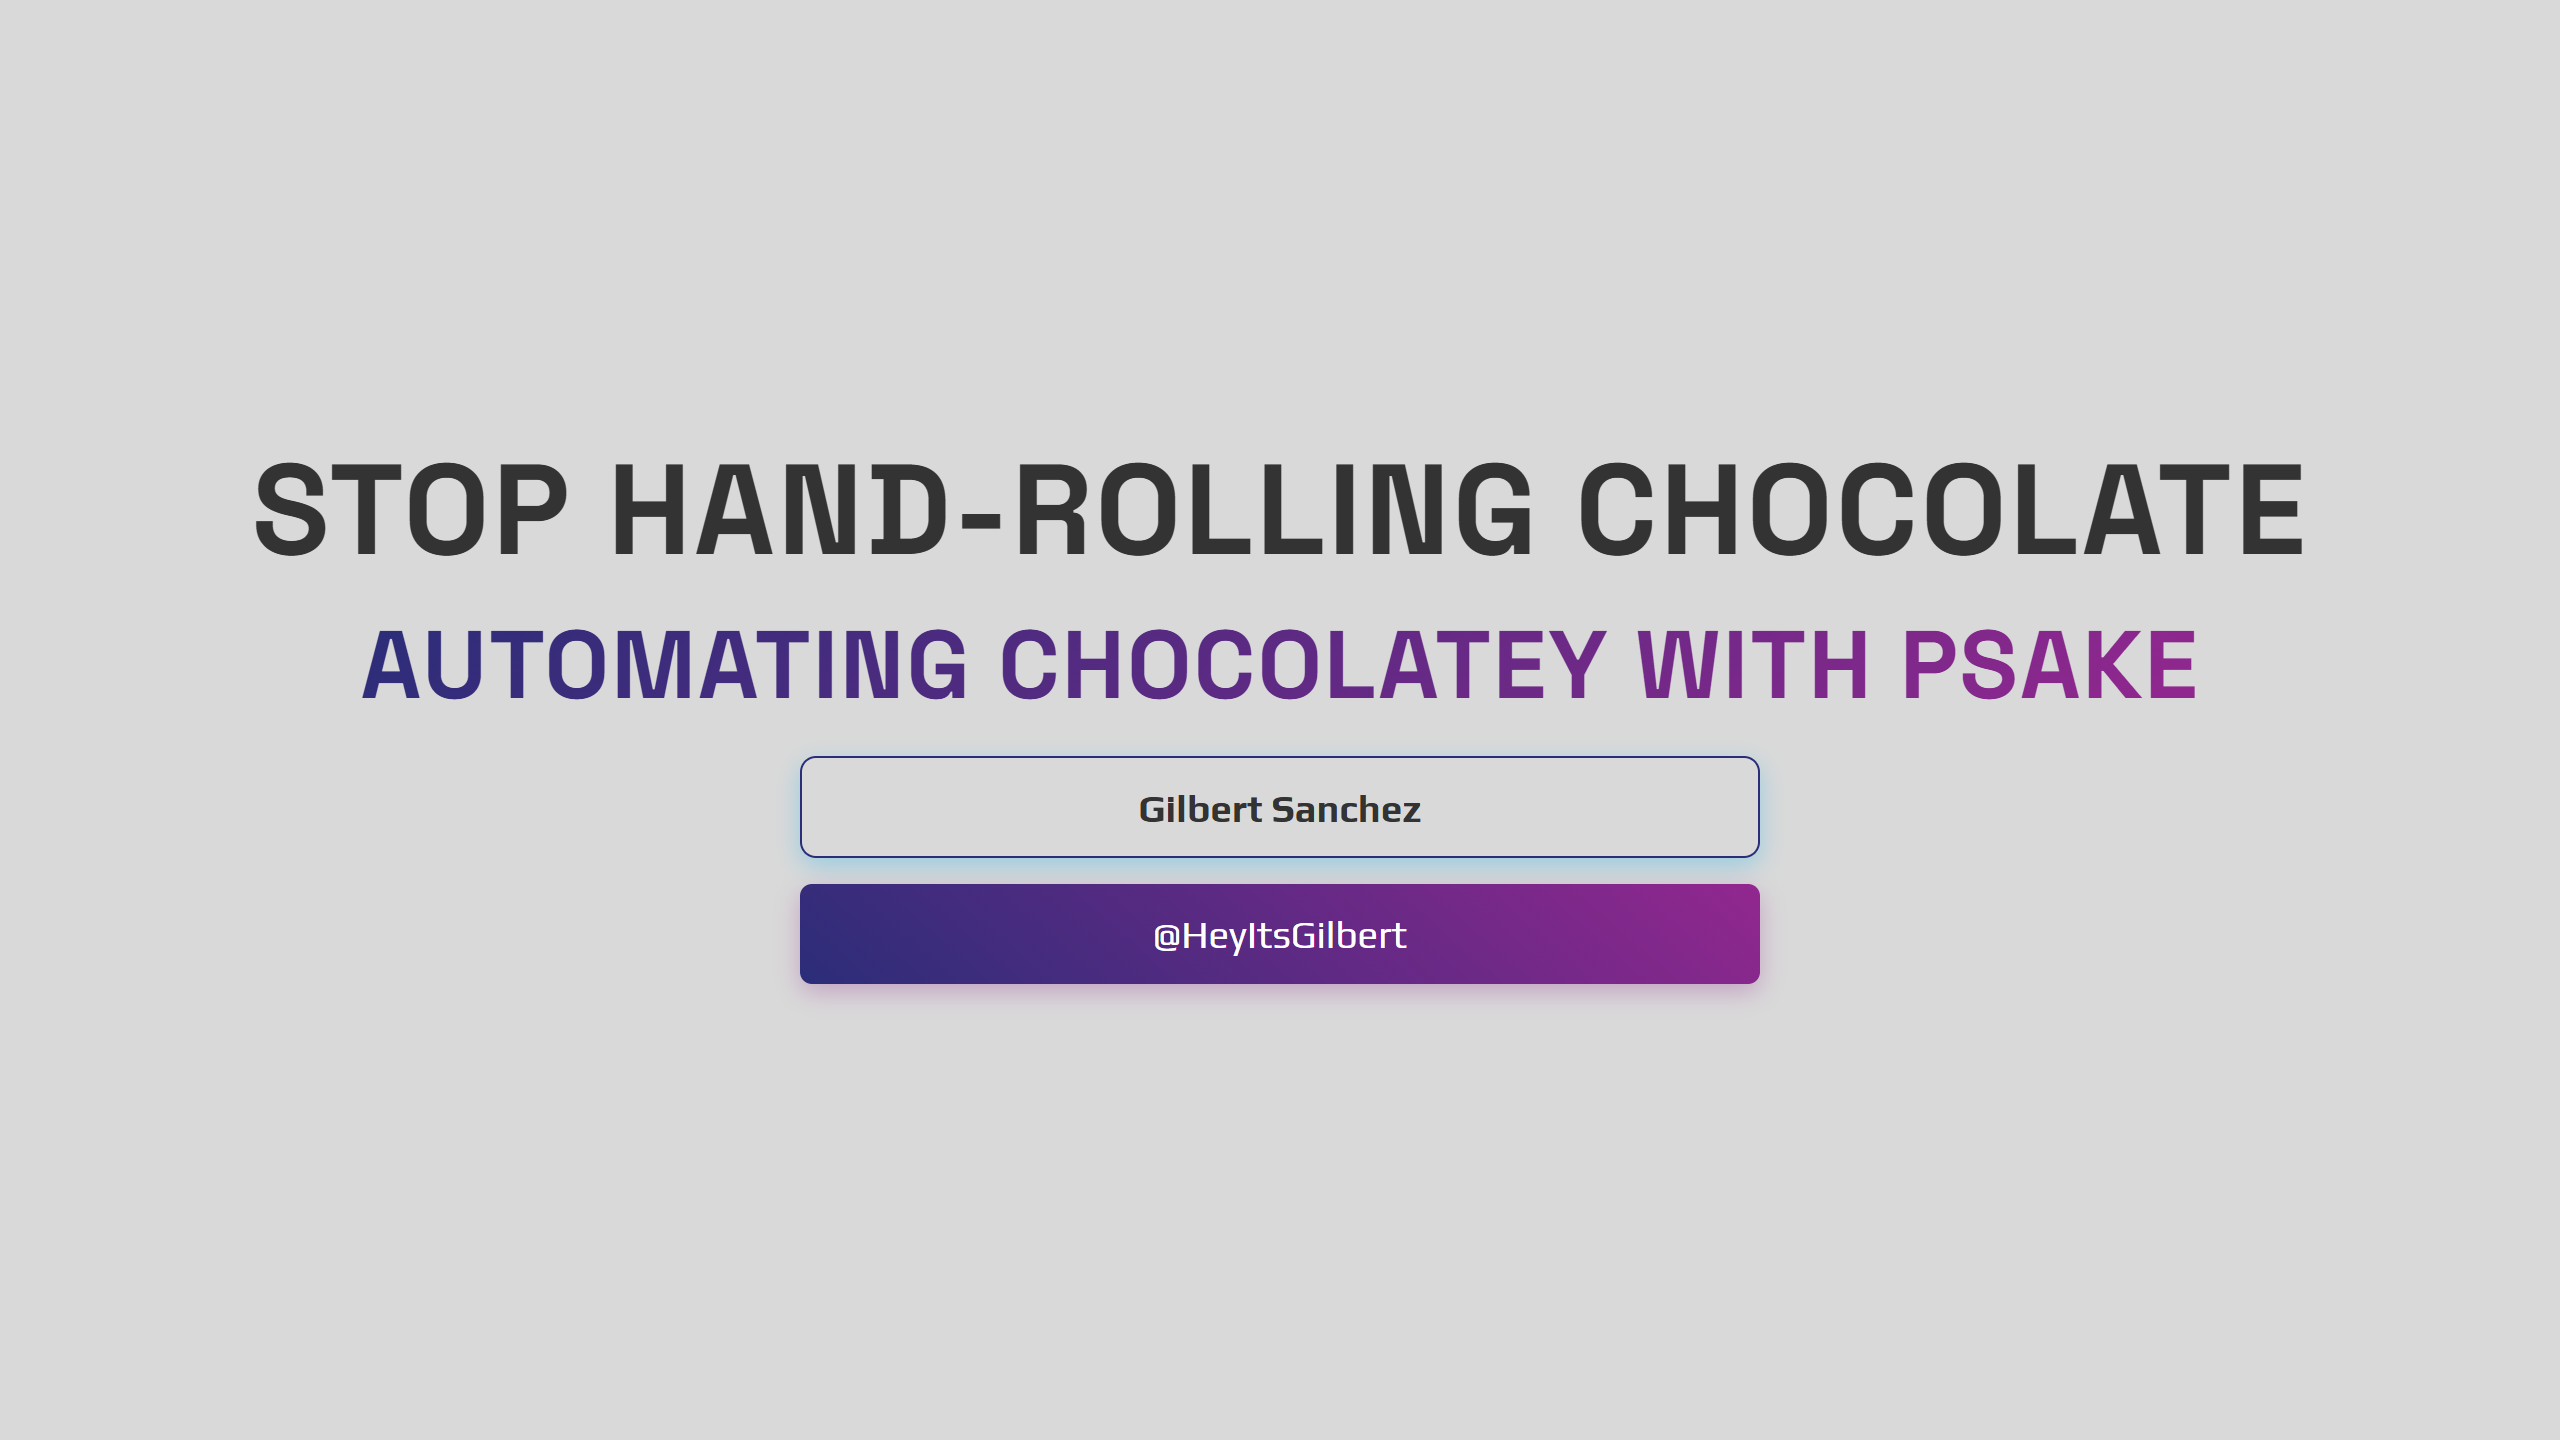 STOP HAND-ROLLING CHOCOLATE
AUTOMATING CHOCOLATEY WITH PSAKE
Gilbert Sanchez
@HeyItsGilbert